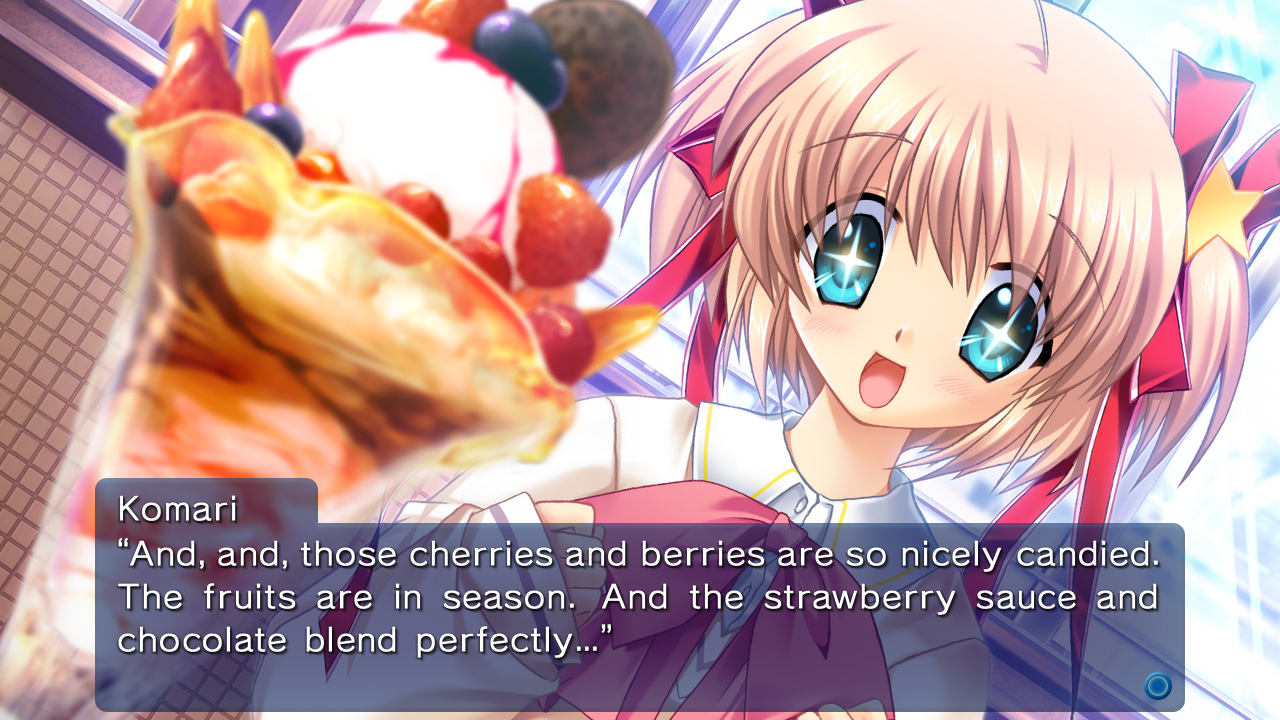 Komari
“And, and, those cherries and berries are so nicely candied.
The fruits are in season. And the strawberry sauce and
chocolate blend perfectly...”